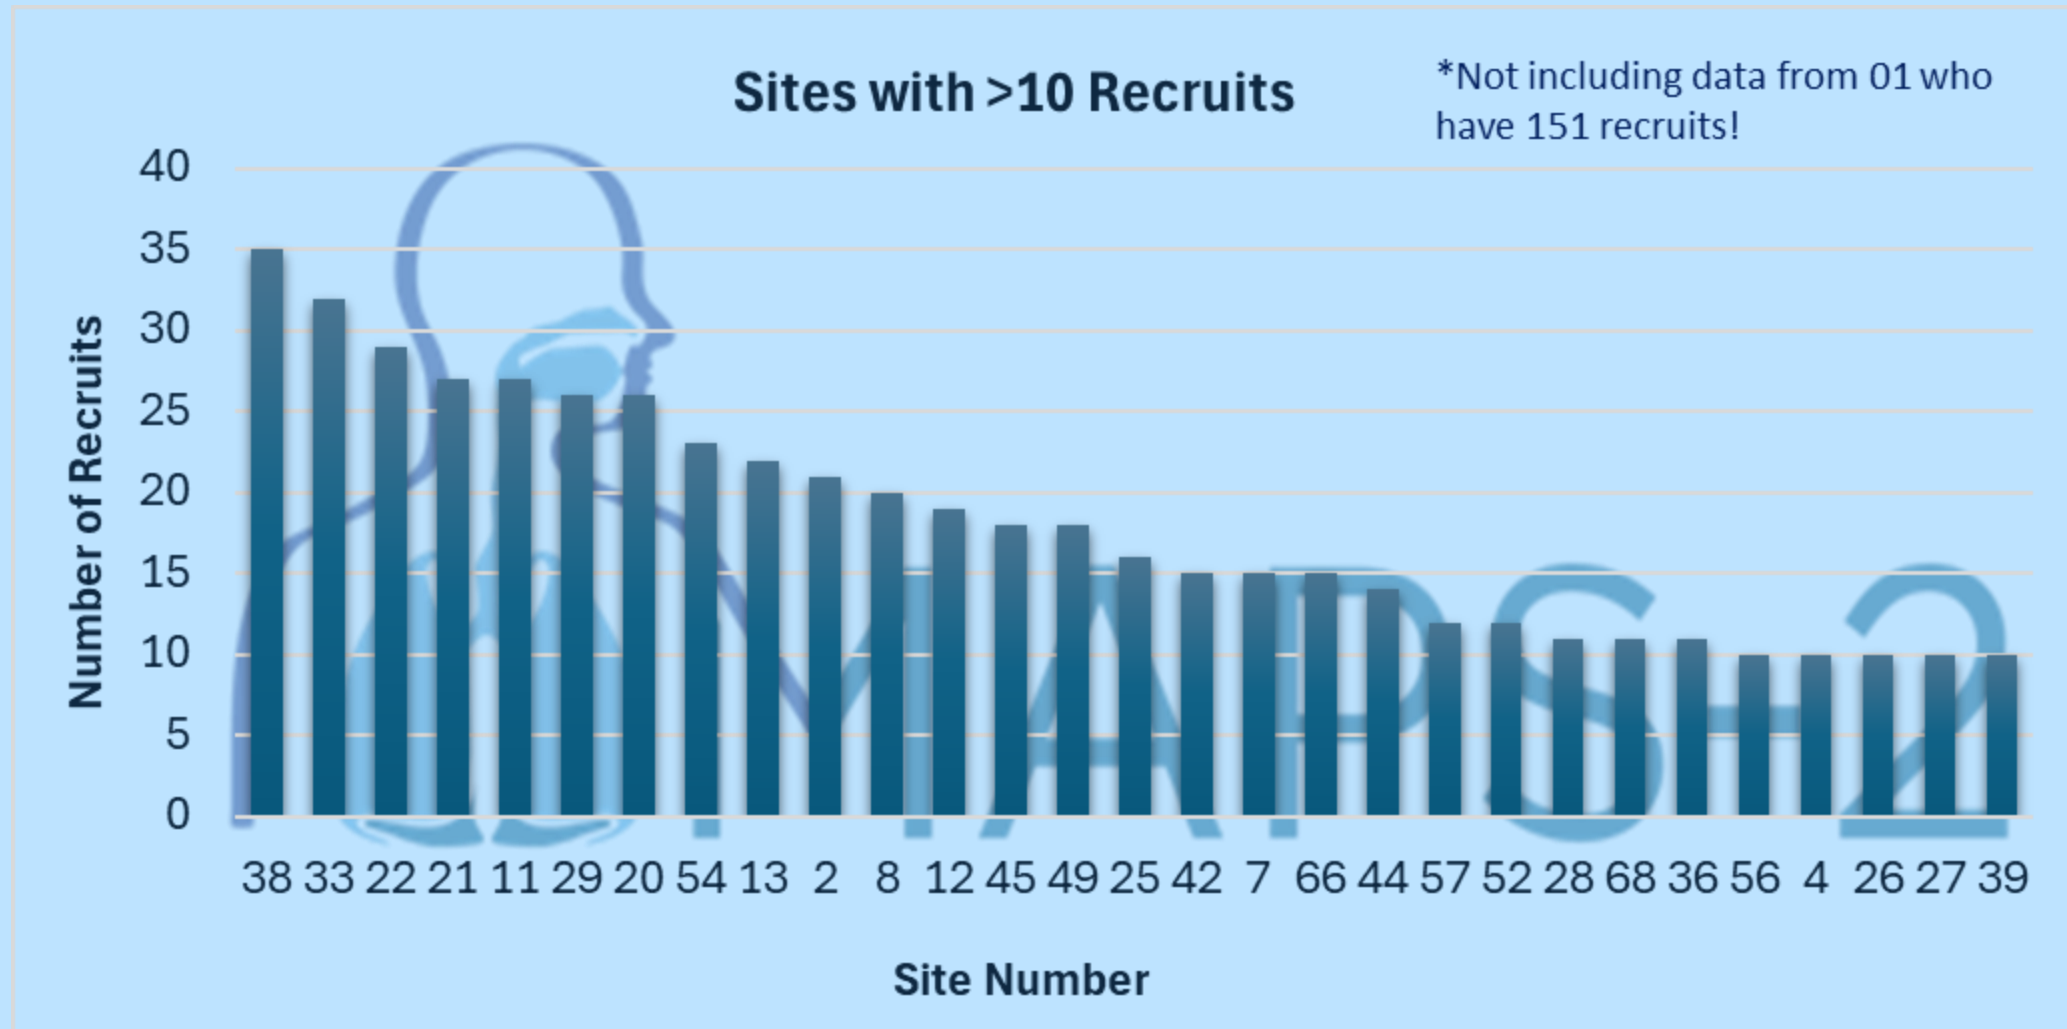 Sites with >10 Recruits
*Not including data from 01 who
have 151 recruits!
Number of Recruits
40
35
30
25
20
15
10
5
0
YMAPS-2
38 33 22 21 11 29 20 54 13 2 8 12 45 49 25 42 7 66 44 57 52 28 68 36 56 4 26 27 39
Site Number